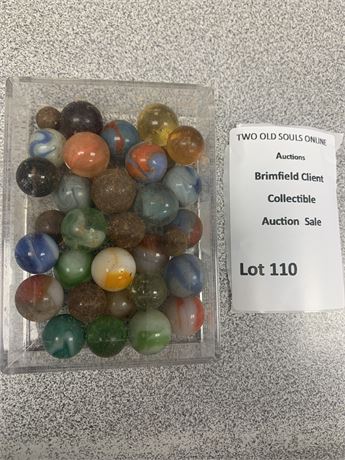 TWO OLD SOULS ONLINE
Auctions
Brimfield Client
Collectible
Auction Sale
Lot 110